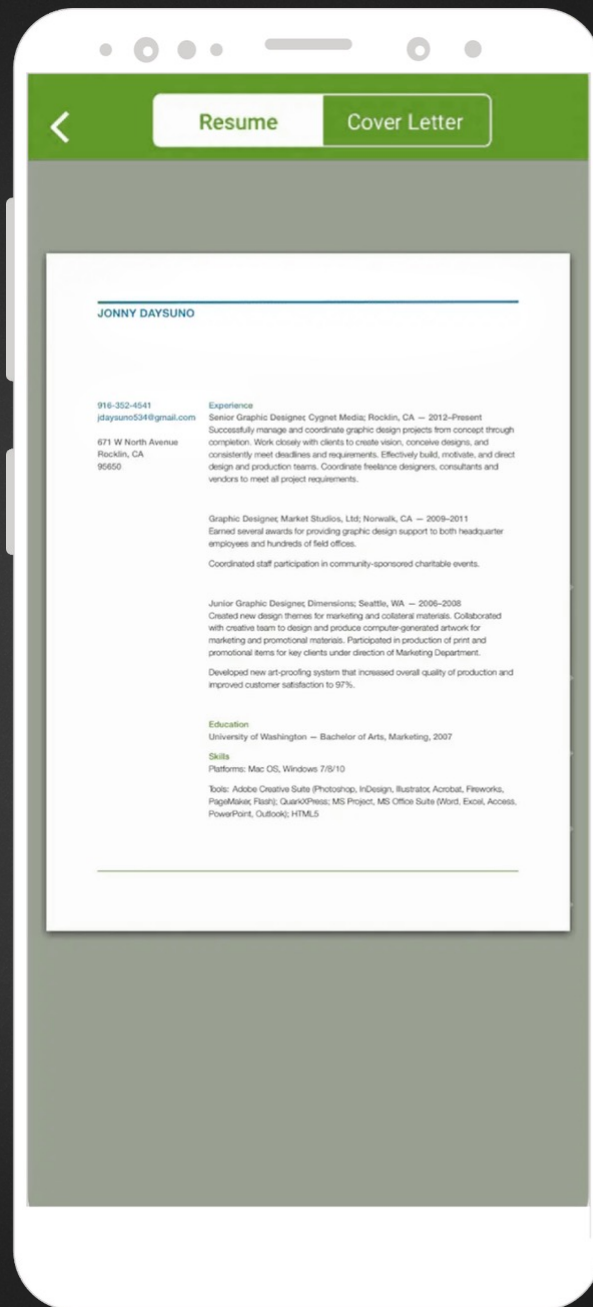 Resume
Cover Letter
JONNY DAYSUNO
916-352-4541
jdaysuno534@gmail.com
671 W North Avenue
Rocklin, CA
95650
Experience
Senior Graphic Designer, Cygnet Media; Rocklin, CA — 2012–Present
Successfully manage and coordinate graphic design projects from concept through
completion. Work closely with clients to create vision, conceive designs, and
consistently meet deadlines and requirements. Effectively build, motivate, and direct
design and production teams. Coordinate freelance designers, consultants and
vendors to meet all project requirements.
Graphic Designer, Market Studios, Ltd; Norwalk, CA — 2009–2011
Earned several awards for providing graphic design support to both headquarter
employees and hundreds of field offices.
Coordinated staff participation in community-sponsored charitable events.
Junior Graphic Designer, Dimensions; Seattle, WA — 2006–2008
Created new design themes for marketing and collateral materials. Collaborated
with creative team to design and produce computer-generated artwork for
marketing and promotional materials. Participated in production of print and
promotional items for key clients under direction of Marketing Department.
Developed new art-proofing system that increased overall quality of production and
improved customer satisfaction to 97%.
Education
University of Washington — Bachelor of Arts, Marketing, 2007
Skills
Platforms: Mac OS, Windows 7/8/10
Tools: Adobe Creative Suite (Photoshop, InDesign, Illustrator, Acrobat, Fireworks,
PageMaker, Flash); QuarkXPress; MS Project, MS Office Suite (Word, Excel, Access,
PowerPoint, Outlook); HTML5